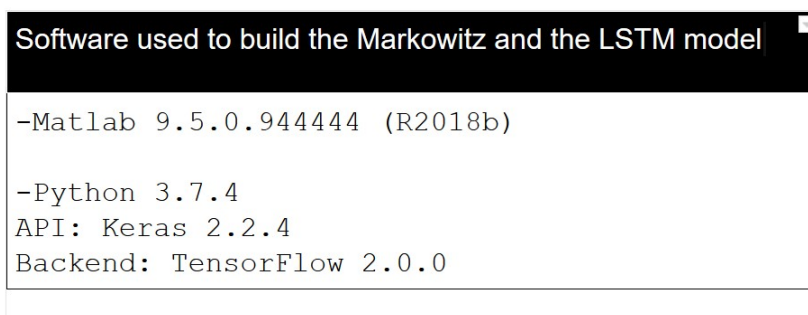 Software used to build the Markowitz and the LSTM model
-Matlab 9.5.0.944444 (R2018b)
-Python 3.7.4
API: Keras 2.2.4
Backend: TensorFlow 2.0.0